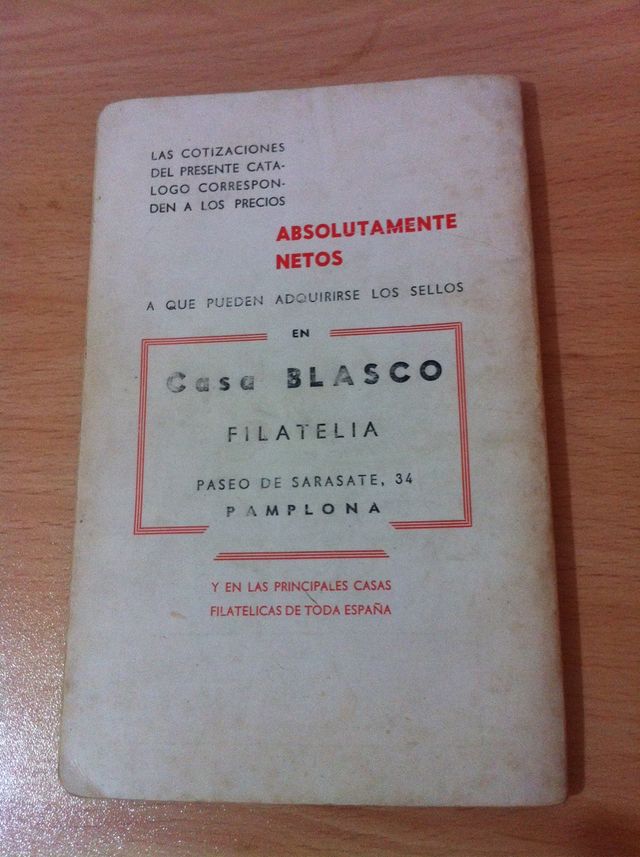 LAS COTIZACIONES
DEL PRESENTE CATA-
LOGO CORRESPON-
DEN A LOS PRECIOS
ABSOLUTAMENTE
NETOS
A QUE PUEDEN ADQUIRIRSE LOS SELLOS
EN
Casa BLASCO
FILATELIA
PASEO DE SARASATE, 34
PAMPLONA
Y EN LAS PRINCIPALES CASAS
FILATELICAS DE TODA ESPAÑA